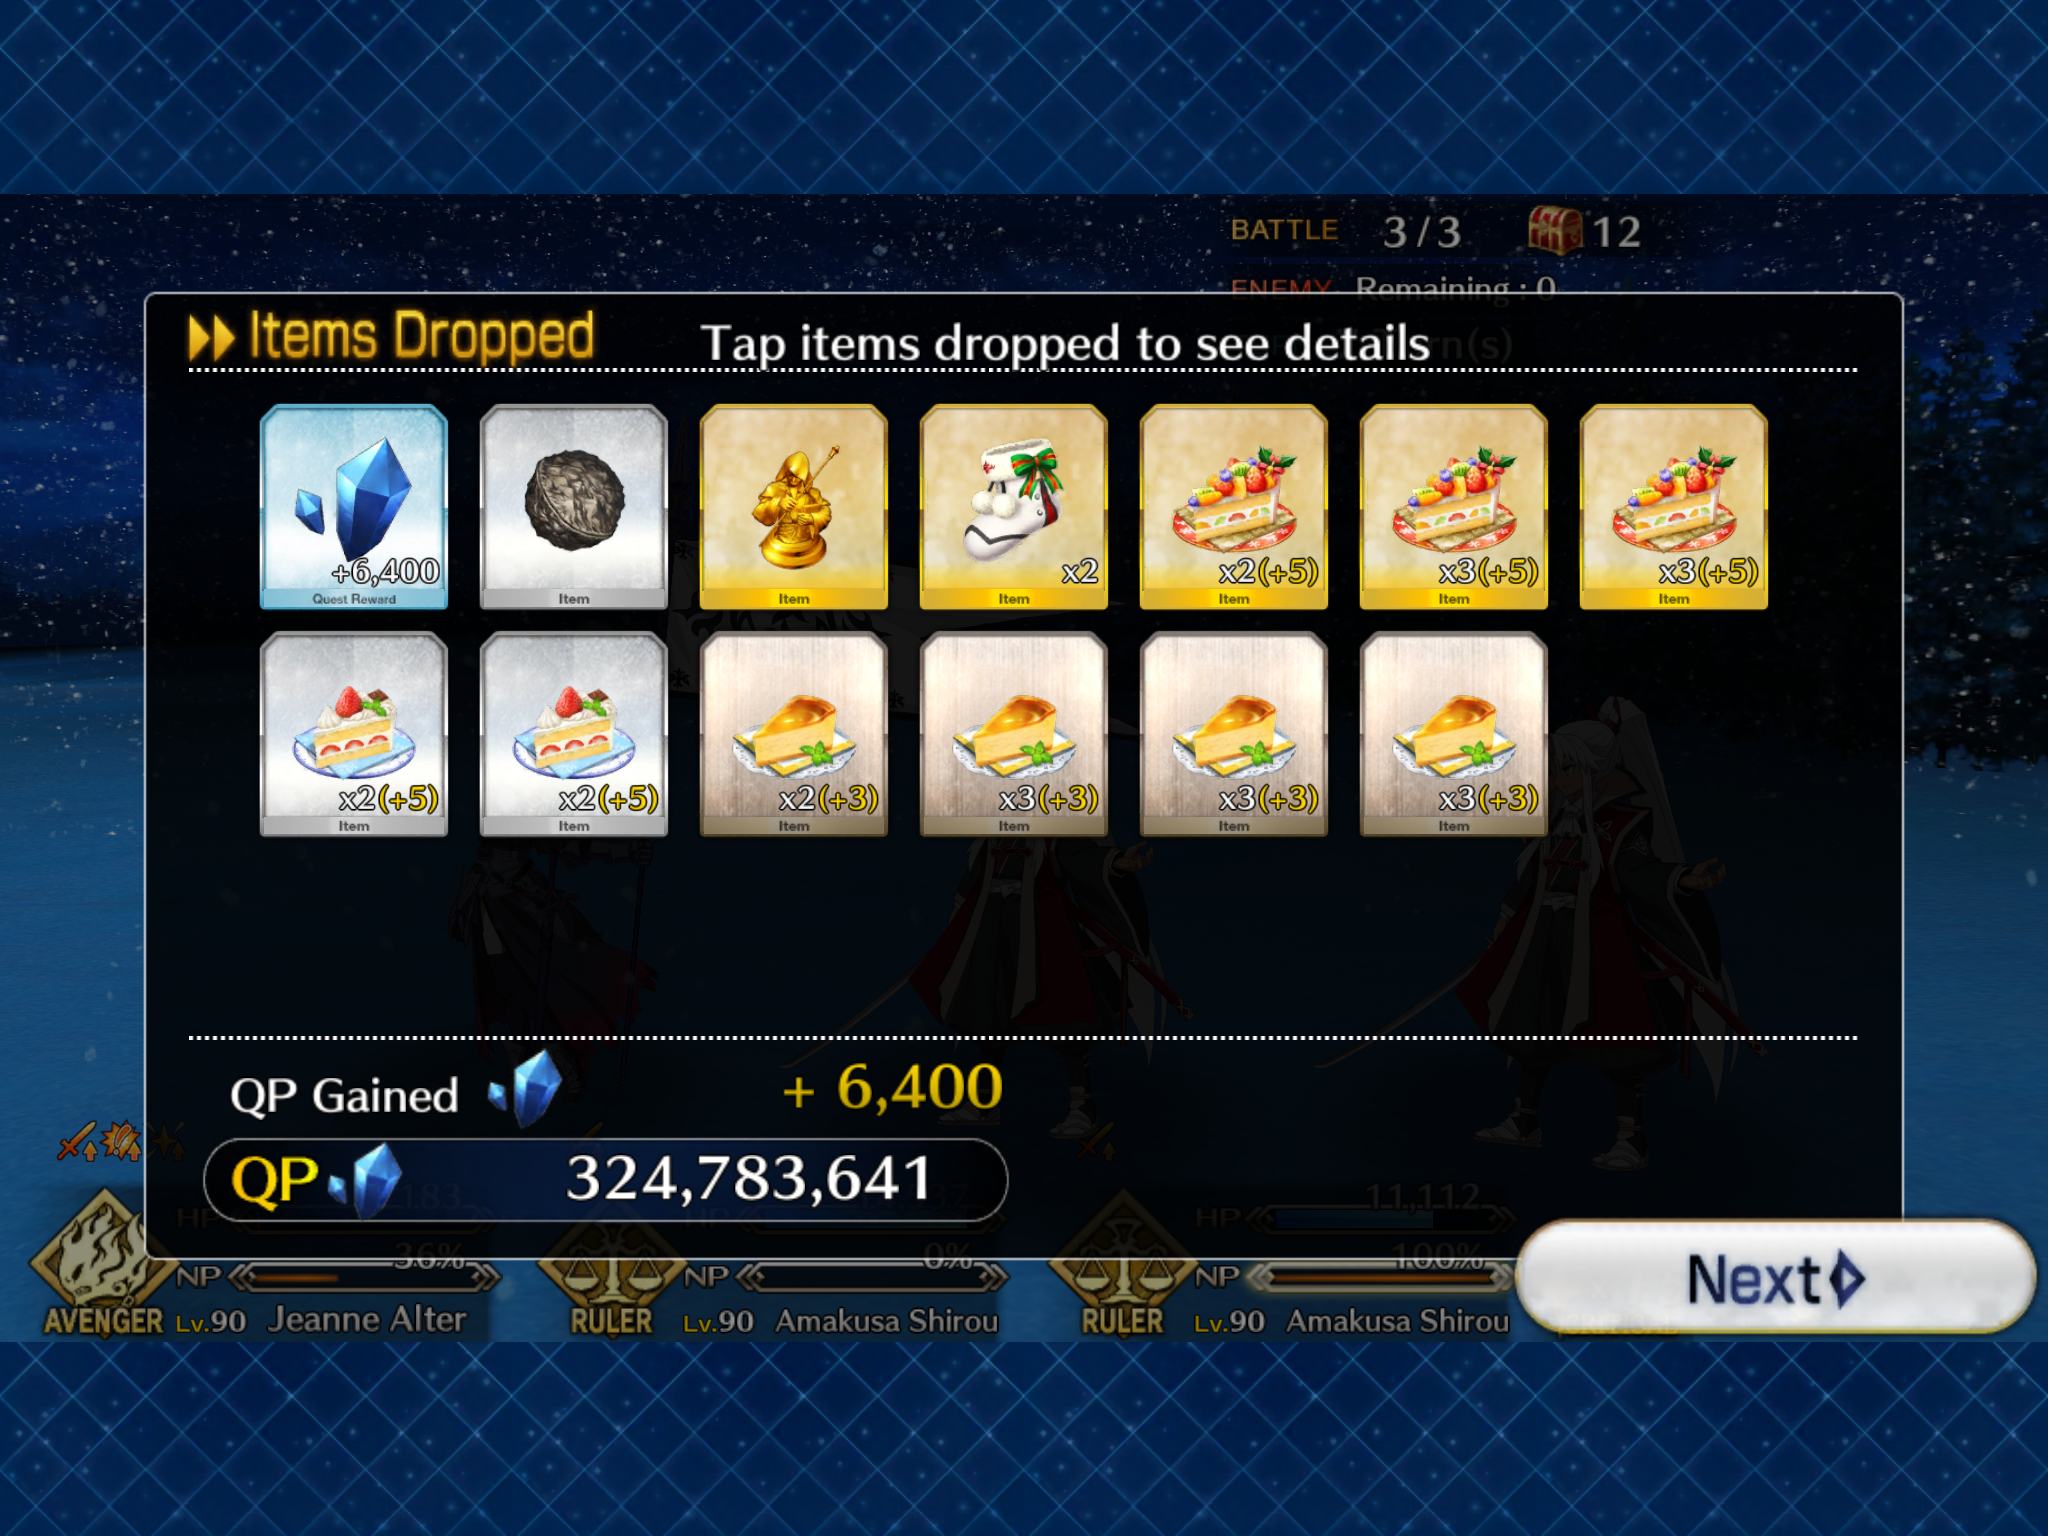 BATTLE 3/3 12
ENEMY Remaining : 0
Items Dropped Tap items dropped to see details
+6,400 x2 x2(+5) x3(+5) x3(+5)
Quest Reward Item Item Item Item Item Item
x2(+5) x2(+5) x2(+3) x3(+3) x3(+3) x3(+3)
Item Item Item Item Item Item
QP Gained + 6,400
QP 324,783,641
HP HP HP 11,112
36% 0% 100%
NP NP NP
Next
AVENGER Lv.90 Jeanne Alter RULER Lv.90 Amakusa Shirou RULER Lv.90 Amakusa Shirou